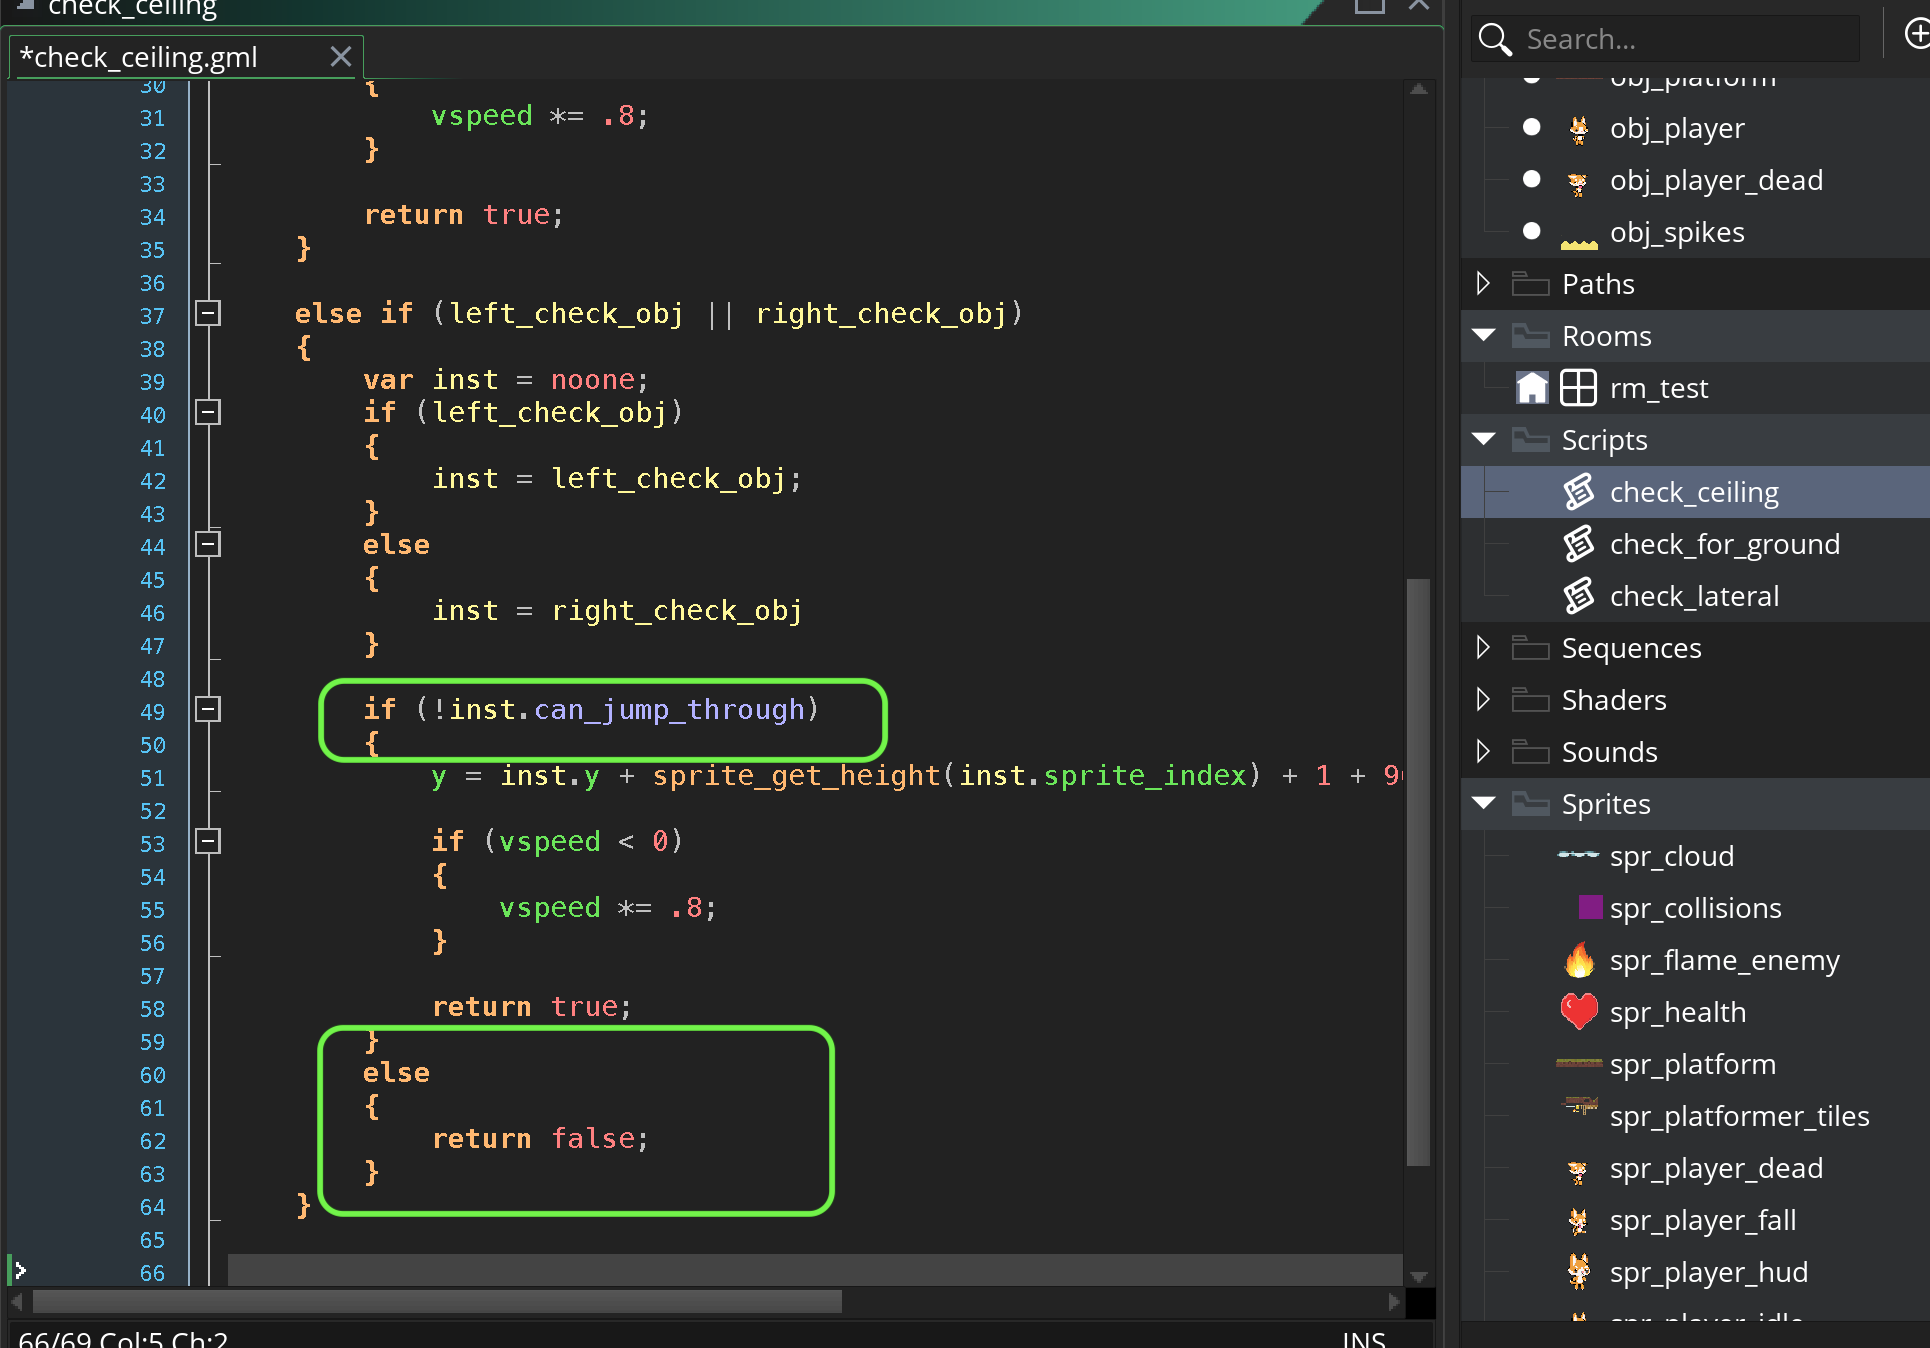 check_ceiling
*check_ceiling.gml
30 {
31 vspeed *= .8;
32 }
33
34 return true;
35 }
36
37 else if (left_check_obj || right_check_obj)
38 {
39 var inst = noone;
40 if (left_check_obj)
41 {
42 inst = left_check_obj;
43 }
44 else
45 {
46 inst = right_check_obj
47 }
48
49 if (!inst.can_jump_through)
50 {
51 y = inst.y + sprite_get_height(inst.sprite_index) + 1 + 9
52
53 if (vspeed < 0)
54 {
55 vspeed *= .8;
56 }
57
58 return true;
59 }
60 else
61 {
62 return false;
63 }
64 }
65
66
66/69 Col:5 Ch:2 INS
Search...
obj_platform
obj_player
obj_player_dead
obj_spikes
Paths
Rooms
rm_test
Scripts
check_ceiling
check_for_ground
check_lateral
Sequences
Shaders
Sounds
Sprites
spr_cloud
spr_collisions
spr_flame_enemy
spr_health
spr_platform
spr_platformer_tiles
spr_player_dead
spr_player_fall
spr_player_hud
spr_player_idle